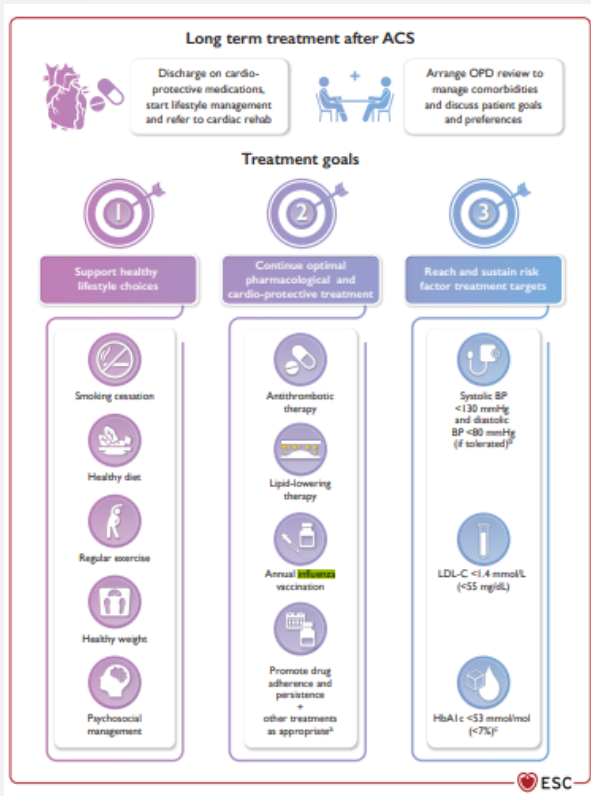 Long term treatment after ACS
Discharge on cardio-
protective medications,
start lifestyle management
and refer to cardiac rehab
+
Arrange OPD review to
manage comorbidities
and discuss patient goals
and preferences
Treatment goals
1
Support healthy
lifestyle choices
Smoking cessation
Healthy diet
Regular exercise
Healthy weight
Psychosocial
management
2
Continue optimal
pharmacological and
cardio-protective treatment
Antithrombotic
therapy
Lipid-lowering
therapy
Annual influenza
vaccination
Promote drug
adherence and
persistence
+
other treatments
as appropriateᵃ
3
Reach and sustain risk
factor treatment targets
Systolic BP
<130 mmHg
and diastolic
BP <80 mmHg
(if tolerated)ᵇ
LDL-C <1.4 mmol/L
(<55 mg/dL)
HbA1c <53 mmol/mol
(<7%)ᶜ
ESC